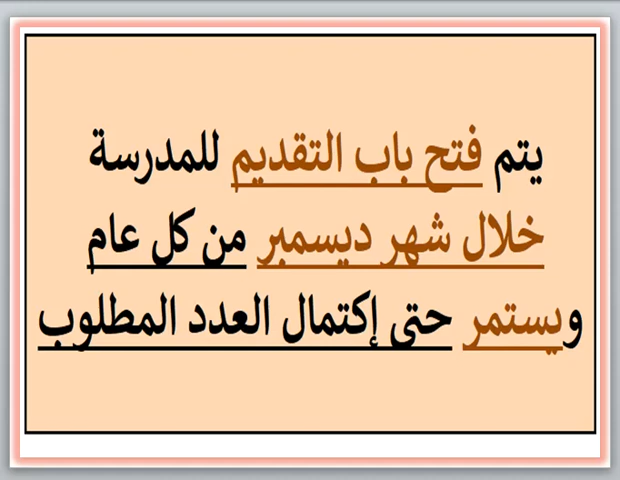 يتم فتح باب التقديم للمدرسة
خلال شهر ديسمبر من كل عام
ويستمر حتى إكتمال العدد المطلوب